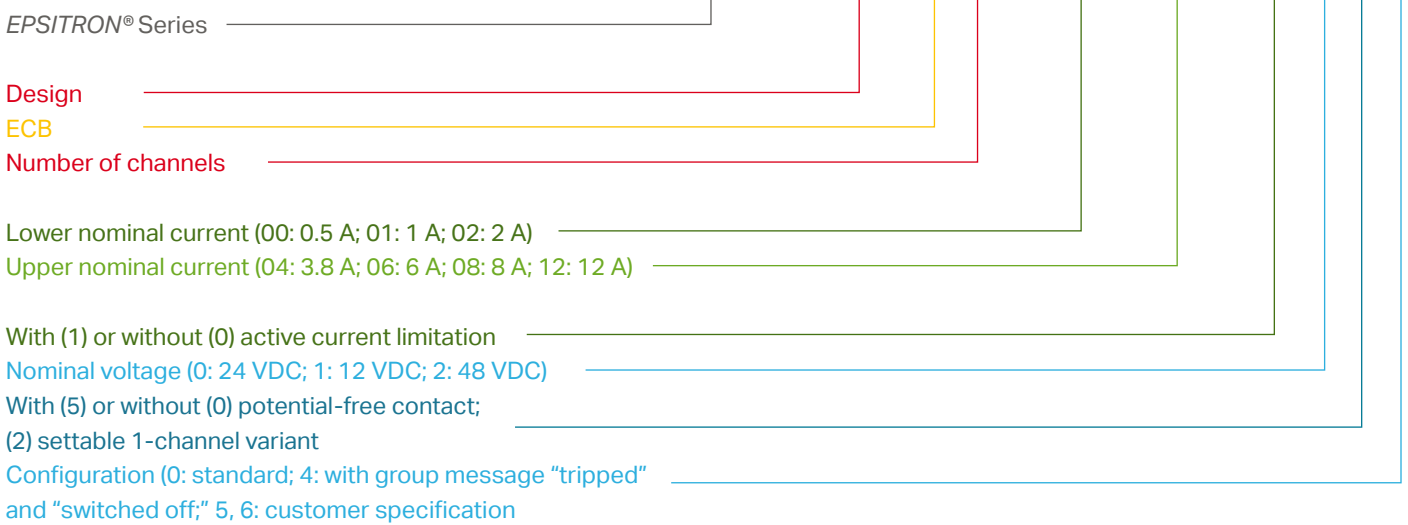 EPSITRON® Series
Design
ECB
Number of channels
Lower nominal current (00: 0.5 A; 01: 1 A; 02: 2 A)
Upper nominal current (04: 3.8 A; 06: 6 A; 08: 8 A; 12: 12 A)
With (1) or without (0) active current limitation
Nominal voltage (0: 24 VDC; 1: 12 VDC; 2: 48 VDC)
With (5) or without (0) potential-free contact;
(2) settable 1-channel variant
Configuration (0: standard; 4: with group message “tripped”
and “switched off;” 5, 6: customer specification